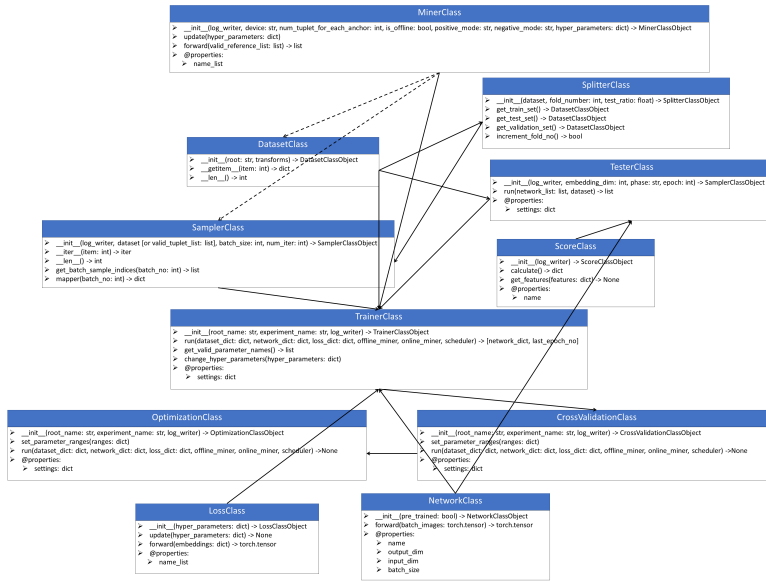 MinerClass
__init__(log_writer, device: str, num_tuplet_for_each_anchor: int, is_offline: bool, positive_mode: str, negative_mode: str, hyper_parameters: dict) -> MinerClassObject
update(hyper_parameters: dict)
forward(valid_reference_list: list) -> list
@properties:
name_list
SplitterClass
__init__(dataset, fold_number: int, test_ratio: float) -> SplitterClassObject
get_train_set() -> DatasetClassObject
get_test_set() -> DatasetClassObject
get_validation_set() -> DatasetClassObject
increment_fold_no() -> bool
DatasetClass
__init__(root: str, transforms) -> DatasetClassObject
__getitem__(item: int) -> dict
__len__() -> int
TesterClass
__init__(log_writer, embedding_dim: int, phase: str, epoch: int) -> SamplerClassObject
run(network_list: list, dataset) -> list
@properties:
settings: dict
SamplerClass
__init__(log_writer, dataset [or valid_tuplet_list: list], batch_size: int, num_iter: int) -> SamplerClassObject
__iter__(item: int) -> iter
__len__() -> int
get_batch_sample_indices(batch_no: int) -> list
mapper(batch_no: int) -> dict
ScoreClass
__init__(log_writer) -> ScoreClassObject
calculate() -> dict
get_features(features: dict) -> None
@properties:
name
TrainerClass
__init__(root_name: str, experiment_name: str, log_writer) -> TrainerClassObject
run(dataset_dict: dict, network_dict: dict, loss_dict: dict, offline_miner, online_miner, scheduler) -> [network_dict, last_epoch_no]
get_valid_parameter_names() -> list
change_hyper_parameters(hyper_parameters: dict)
@properties:
settings: dict
OptimizationClass
__init__(root_name: str, experiment_name: str, log_writer) -> OptimizationClassObject
set_parameter_ranges(ranges: dict)
run(dataset_dict: dict, network_dict: dict, loss_dict: dict, offline_miner, online_miner, scheduler) ->None
@properties:
settings: dict
CrossValidationClass
__init__(root_name: str, experiment_name: str, log_writer) -> CrossValidationClassObject
set_parameter_ranges(ranges: dict)
run(dataset_dict: dict, network_dict: dict, loss_dict: dict, offline_miner, online_miner, scheduler) ->None
@properties:
settings: dict
LossClass
__init__(hyper_parameters: dict) -> LossClassObject
update(hyper_parameters: dict) -> None
forward(embeddings: dict) -> torch.tensor
@properties:
name_list
NetworkClass
__init__(pre_trained: bool) -> NetworkClassObject
forward(batch_images: torch.tensor) -> torch.tensor
@properties:
name
output_dim
input_dim
batch_size